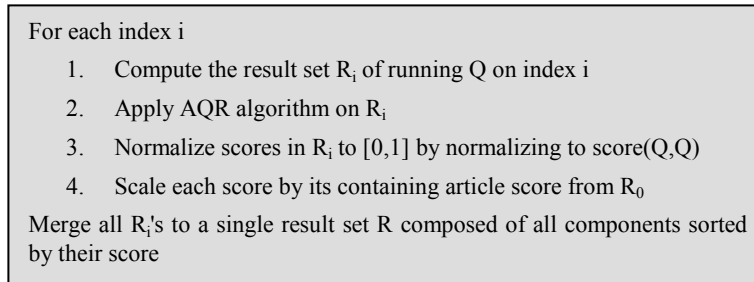 For each index i
1. Compute the result set Ri of running Q on index i
2. Apply AQR algorithm on Ri
3. Normalize scores in Ri to [0,1] by normalizing to score(Q,Q)
4. Scale each score by its containing article score from R0
Merge all Ri's to a single result set R composed of all components sorted
by their score